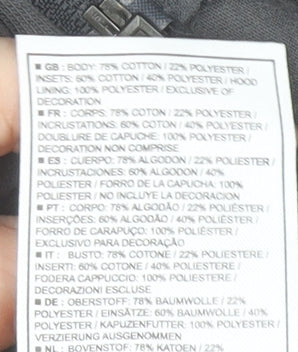 ■ GB : BODY: 78% COTTON / 22% POLYESTER /
INSETS: 60% COTTON / 40% POLYESTER / HOOD
LINING: 100% POLYESTER / EXCLUSIVE OF
DECORATION
■ FR : CORPS: 78% COTON / 22% POLYESTER /
INCRUSTATIONS: 60% COTON / 40% POLYESTER /
DOUBLURE DE CAPUCHE: 100% POLYESTER /
DECORATION NON COMPRISE
■ ES : CUERPO: 78% ALGODON / 22% POLIESTER /
INCRUSTACIONES: 60% ALGODON / 40%
POLIESTER / FORRO DE LA CAPUCHA: 100%
POLIESTER / NO INCLUYE LA DECORACION
■ PT : CORPO: 78% ALGODÃO / 22% POLIÉSTER /
INSERÇÕES: 60% ALGODÃO / 40% POLIÉSTER /
FORRO DE CARAPUÇO: 100% POLIÉSTER /
EXCLUSIVO PARA DECORAÇÃO
■ IT : BUSTO: 78% COTONE / 22% POLIESTERE /
INSERTI: 60% COTONE / 40% POLIESTERE /
FODERA CAPPUCCIO: 100% POLIESTERE /
DECORAZIONI ESCLUSE
■ DE : OBERSTOFF: 78% BAUMWOLLE / 22%
POLYESTER / EINSÄTZE: 60% BAUMWOLLE / 40%
POLYESTER / KAPUZENFUTTER: 100% POLYESTER /
VERZIERUNG AUSGENOMMEN
■ NL : BOVENSTOF: 78% KATOEN / 22%